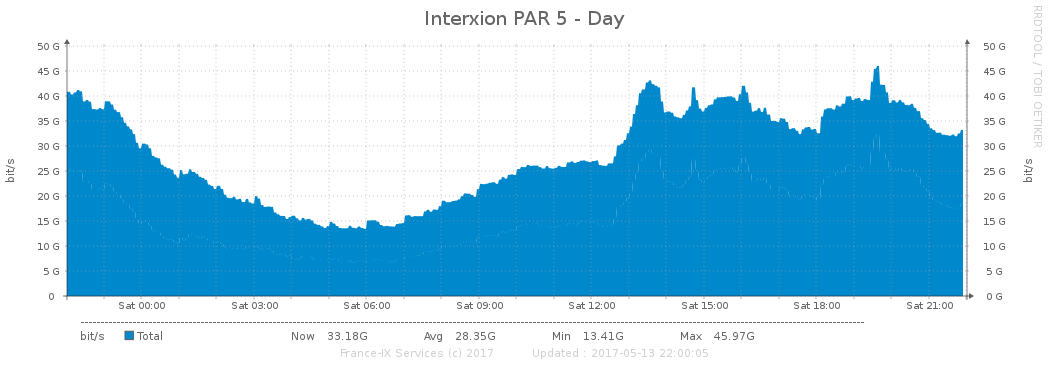 Interxion PAR 5 - Day
RRDTOOL / TOBI OETIKER
50 G 50 G
45 G 45 G
40 G 40 G
35 G 35 G
30 G 30 G
25 G 25 G
20 G 20 G
15 G 15 G
10 G 10 G
5 G 5 G
0 0 G
bit/s
bit/s
Sat 00:00 Sat 03:00 Sat 06:00 Sat 09:00 Sat 12:00 Sat 15:00 Sat 18:00 Sat 21:00
bit/s Total Now 33.18G Avg 28.35G Min 13.41G Max 45.97G
France-IX Services (c) 2017 Updated : 2017-05-13 22:00:05